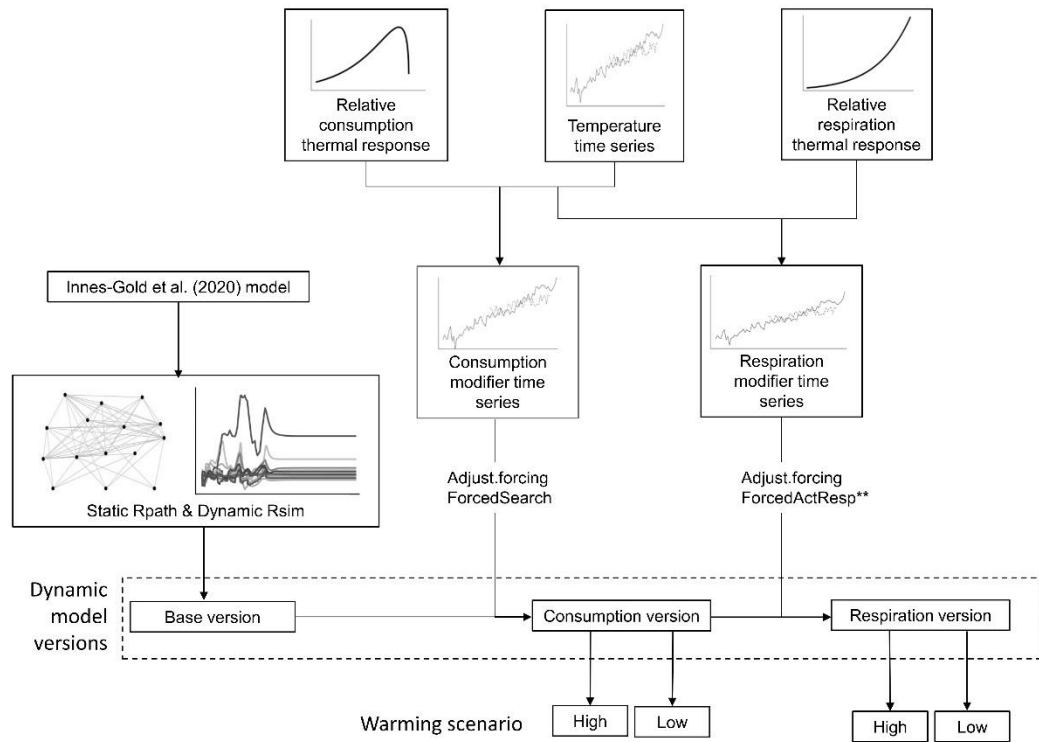 Relative
consumption
thermal response
Temperature
time series
Relative
respiration
thermal response
Innes-Gold et al. (2020) model
Consumption
modifier time
series
Respiration
modifier time
series
Static Rpath & Dynamic Rsim
Adjust.forcing
ForcedSearch
Adjust.forcing
ForcedActResp**
Dynamic
model
versions
Base version
Consumption version
Respiration version
Warming scenario
High
Low
High
Low